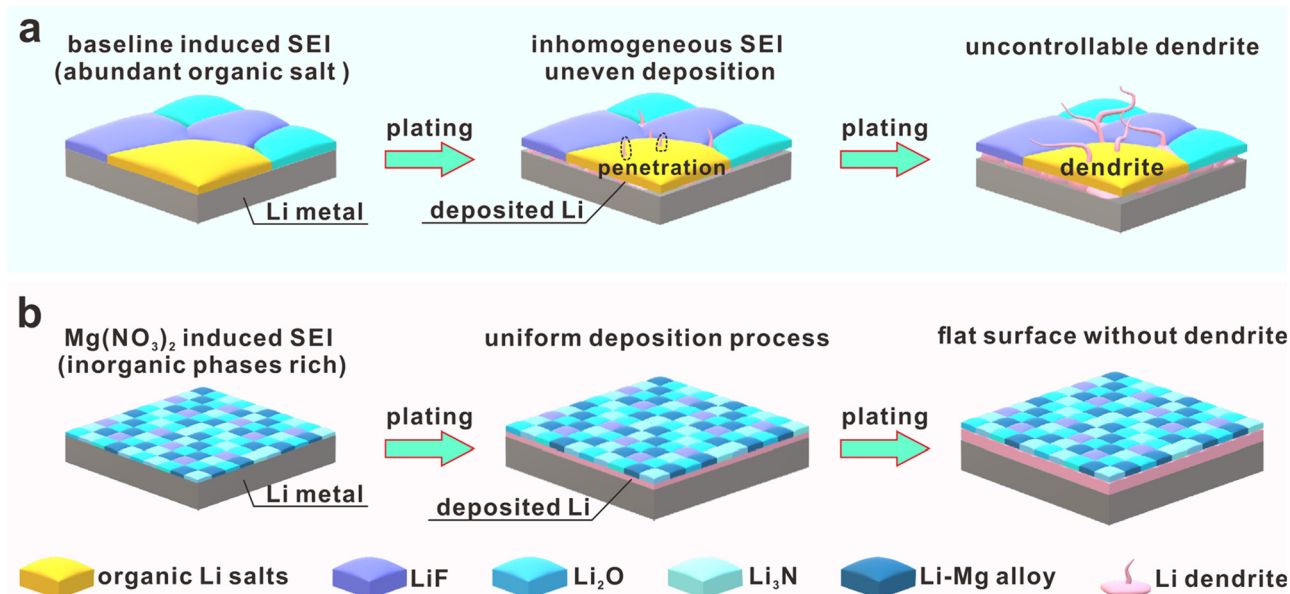 a
baseline induced SEI
(abundant organic salt )
inhomogeneous SEI
uneven deposition
uncontrollable dendrite
plating
plating
penetration
dendrite
Li metal
deposited Li
b
Mg(NO₃)₂ induced SEI
(inorganic phases rich)
uniform deposition process
flat surface without dendrite
plating
plating
Li metal
deposited Li
organic Li salts
LiF
Li₂O
Li₃N
Li-Mg alloy
Li dendrite